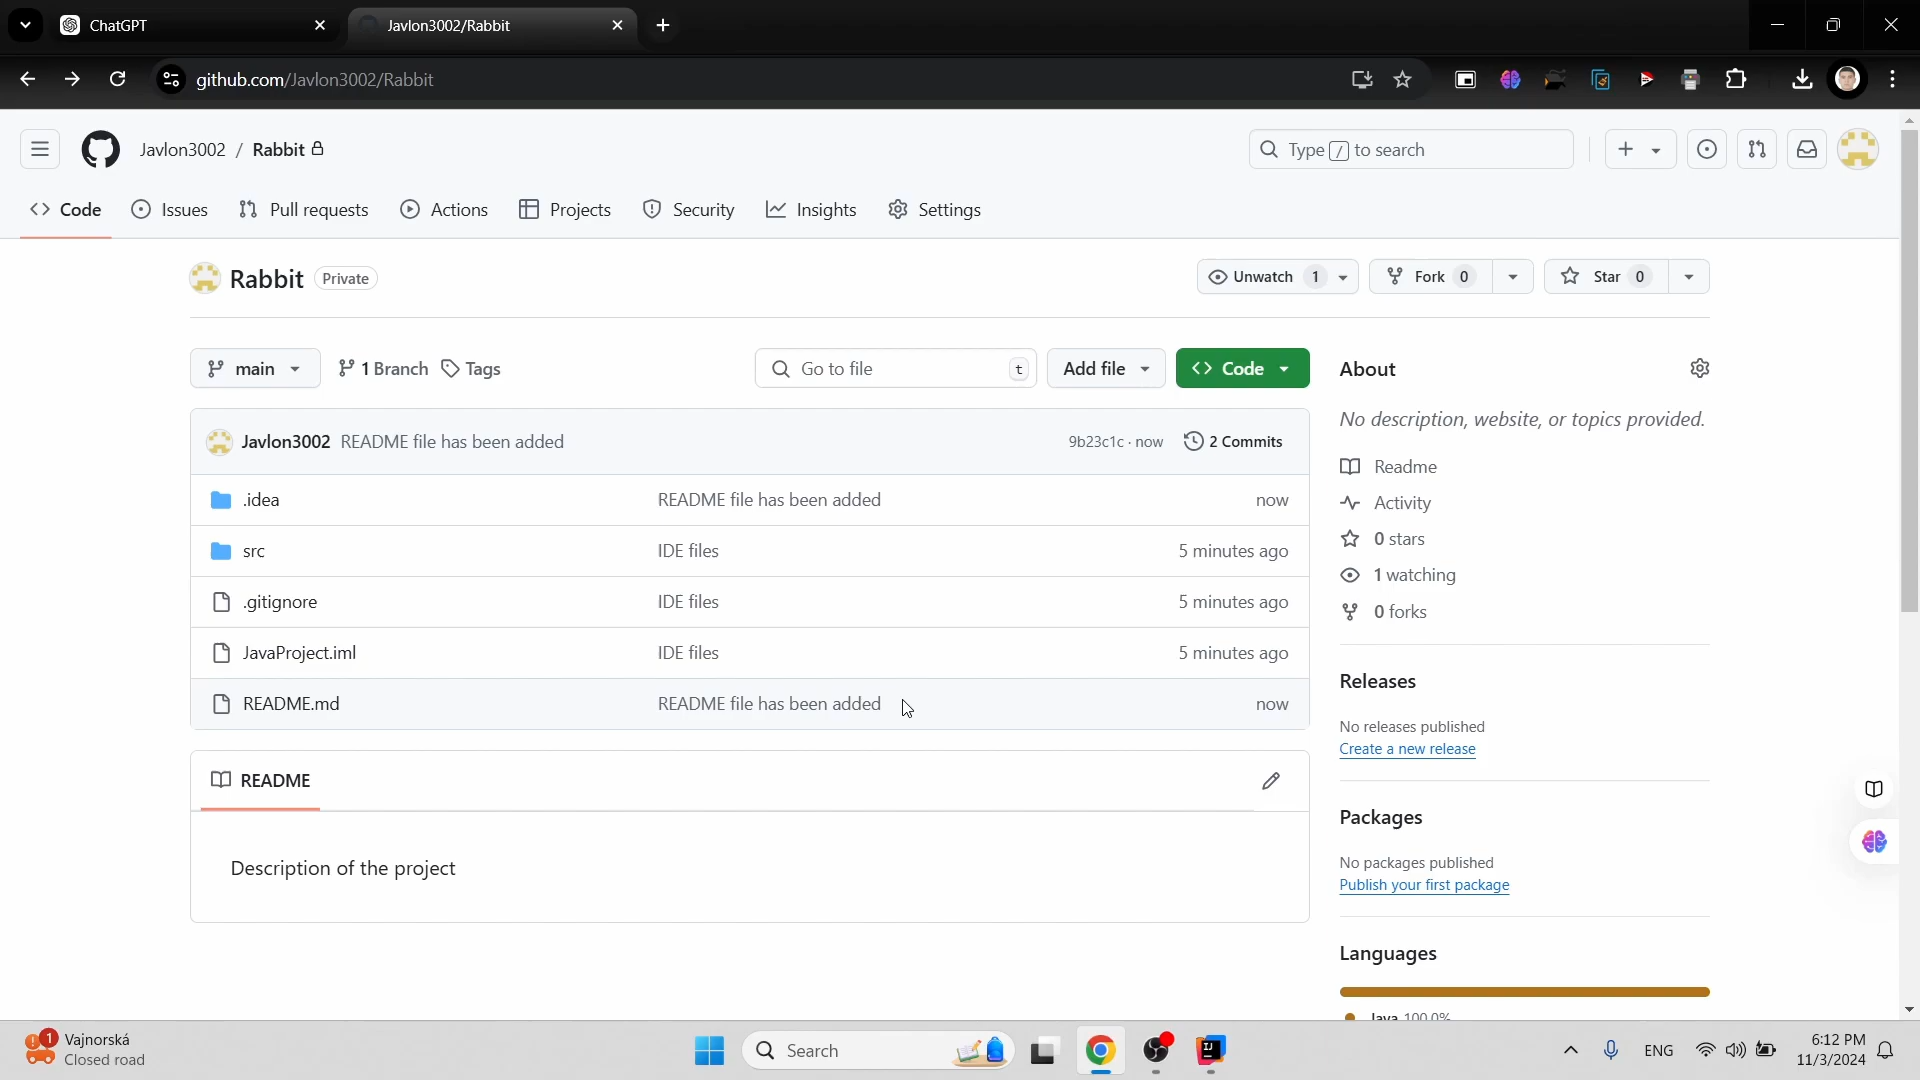 ChatGPT
Javlon3002/Rabbit
github.com/Javlon3002/Rabbit
Javlon3002 / Rabbit
Type / to search
Code Issues Pull requests Actions Projects Security Insights Settings
Rabbit Private
Unwatch 1 Fork 0 Star 0
main 1 Branch Tags
Go to file t
Add file
Code
About
No description, website, or topics provided.
Javlon3002 README file has been added 9b23c1c · now 2 Commits
.idea README file has been added now
src IDE files 5 minutes ago
.gitignore IDE files 5 minutes ago
JavaProject.iml IDE files 5 minutes ago
README.md README file has been added now
README
Description of the project
Readme
Activity
0 stars
1 watching
0 forks
Releases
No releases published
Create a new release
Packages
No packages published
Publish your first package
Languages
Java 100.0%
1
Vajnorská
Closed road
Search
IJ
ENG
6:12 PM
11/3/2024